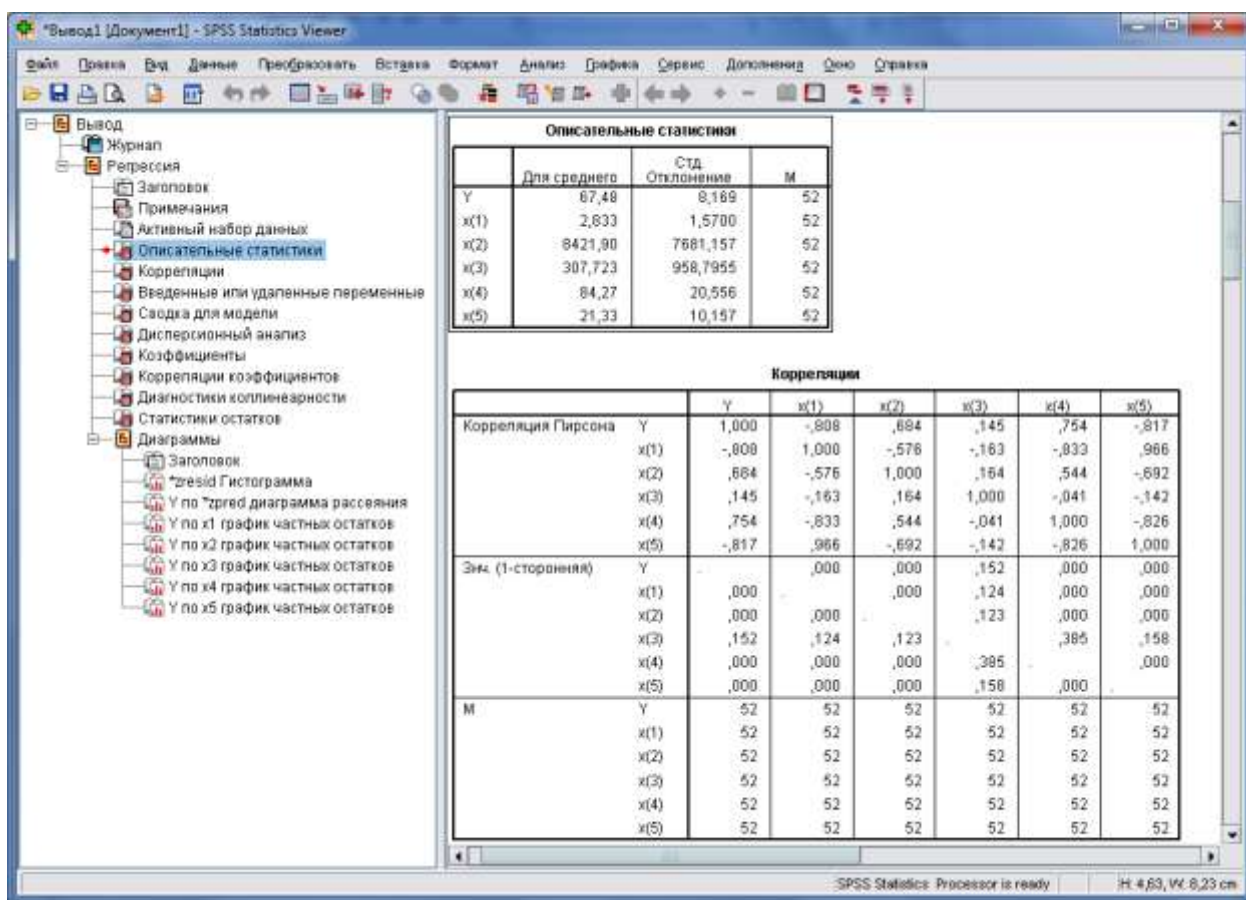 *Вывод1 [Документ1] - SPSS Statistics Viewer
Файл Правка Вид Данные Преобразовать Вставка Формат Анализ Графика Сервис Дополнения Окно Справка
Вывод
Журнал
Регрессия
Заголовок
Примечания
Активный набор данных
Описательные статистики
Корреляции
Введенные или удаленные переменные
Сводка для модели
Дисперсионный анализ
Коэффициенты
Корреляции коэффициентов
Диагностики коллинеарности
Статистики остатков
Диаграммы
Заголовок
*zresid Гистограмма
Y по *zpred диаграмма рассеяния
Y по x1 график частных остатков
Y по x2 график частных остатков
Y по x3 график частных остатков
Y по x4 график частных остатков
Y по x5 график частных остатков
Описательные статистики
Для среднего Стд. Отклонение M
Y 67,48 8,169 52
x(1) 2,833 1,5700 52
x(2) 8421,90 7681,157 52
x(3) 307,723 958,7955 52
x(4) 84,27 20,556 52
x(5) 21,33 10,157 52
Корреляции
Y x(1) x(2) x(3) x(4) x(5)
Корреляция Пирсона Y 1,000 -,808 ,684 ,145 ,754 -,817
x(1) -,808 1,000 -,576 -,163 -,833 ,966
x(2) ,684 -,576 1,000 ,164 ,544 -,692
x(3) ,145 -,163 ,164 1,000 -,041 -,142
x(4) ,754 -,833 ,544 -,041 1,000 -,826
x(5) -,817 ,966 -,692 -,142 -,826 1,000
Знч. (1-сторонняя) Y . ,000 ,000 ,152 ,000 ,000
x(1) ,000 . ,000 ,124 ,000 ,000
x(2) ,000 ,000 . ,123 ,000 ,000
x(3) ,152 ,124 ,123 . ,385 ,158
x(4) ,000 ,000 ,000 ,385 . ,000
x(5) ,000 ,000 ,000 ,158 ,000 .
M Y 52 52 52 52 52 52
x(1) 52 52 52 52 52 52
x(2) 52 52 52 52 52 52
x(3) 52 52 52 52 52 52
x(4) 52 52 52 52 52 52
x(5) 52 52 52 52 52 52
SPSS Statistics Processor is ready H: 4,63, W: 8,23 cm